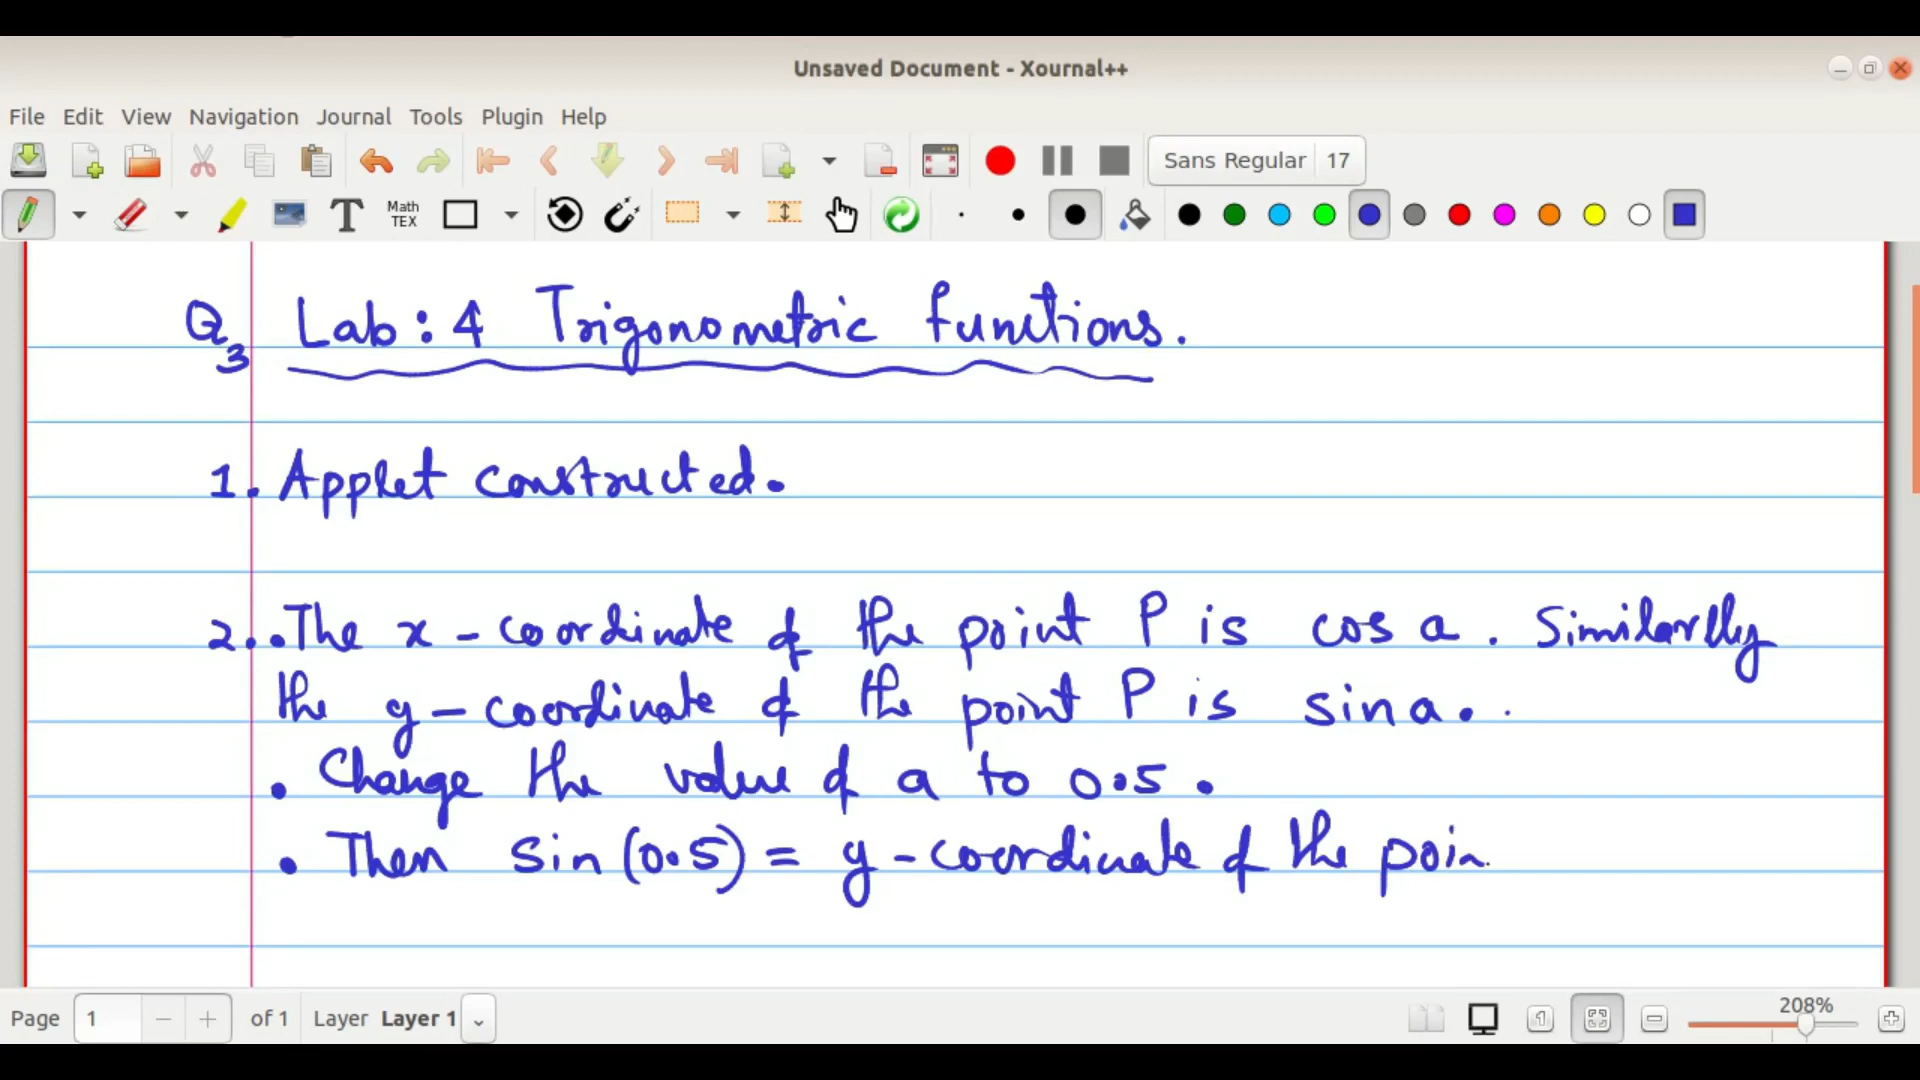 Unsaved Document - Xournal++
File Edit View Navigation Journal Tools Plugin Help
Sans Regular 17
Math
TEX
Q3 Lab: 4 Trigonometric functions.
1. Applet constructed.
2. • The x - coordinate of the point P is cos a. Similarlly
the y - coordinate of the point P is sin a.
• Change the value of a to 0.5.
• Then sin (0.5) = y - coordinate of the poin
Page 1 of 1 Layer Layer 1 208%